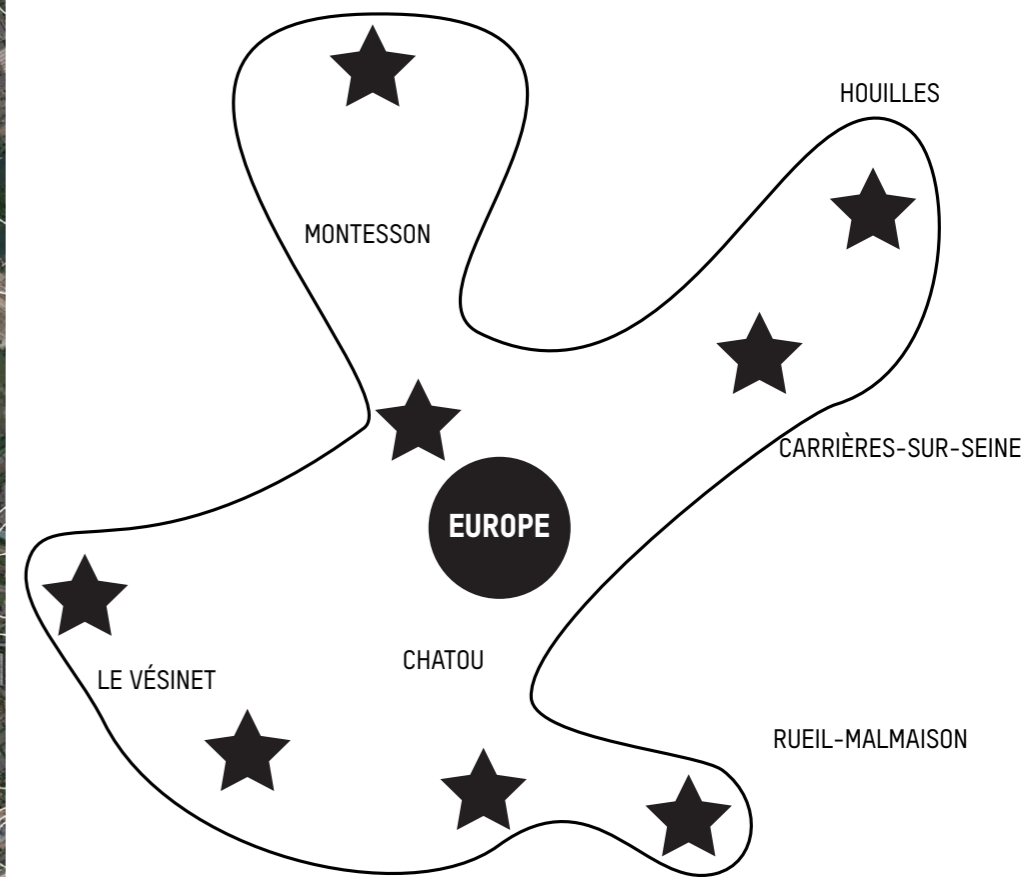 HOUILLES
MONTESSON
CARRIÈRES-SUR-SEINE
EUROPE
CHATOU
LE VÉSINET
RUEIL-MALMAISON